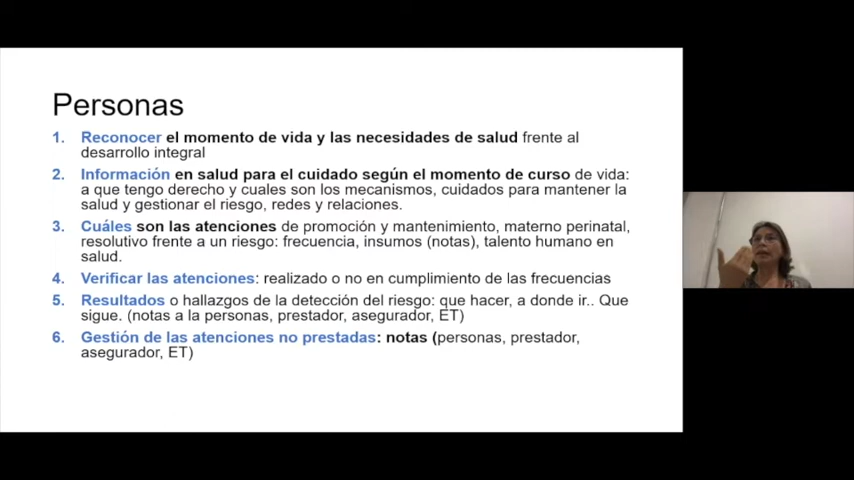 Personas
1. Reconocer el momento de vida y las necesidades de salud frente al
desarrollo integral
2. Información en salud para el cuidado según el momento de curso de vida:
a que tengo derecho y cuales son los mecanismos, cuidados para mantener la
salud y gestionar el riesgo, redes y relaciones.
3. Cuáles son las atenciones de promoción y mantenimiento, materno perinatal,
resolutivo frente a un riesgo: frecuencia, insumos (notas), talento humano en
salud.
4. Verificar las atenciones: realizado o no en cumplimiento de las frecuencias
5. Resultados o hallazgos de la detección del riesgo: que hacer, a donde ir.. Que
sigue. (notas a la personas, prestador, asegurador, ET)
6. Gestión de las atenciones no prestadas: notas (personas, prestador,
asegurador, ET)